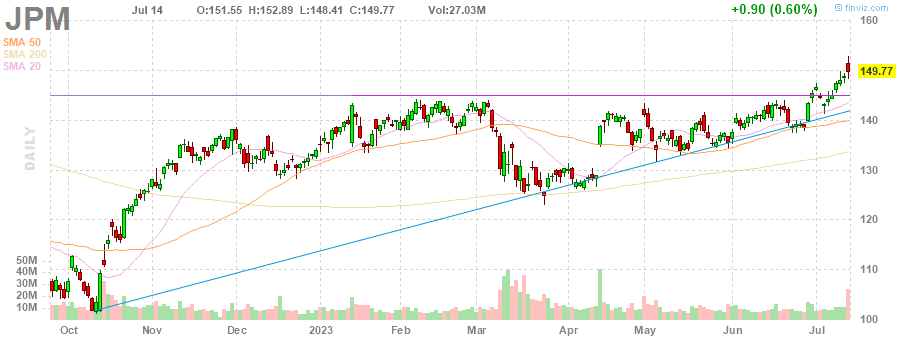 JPM Jul 14 O:151.55 H:152.89 L:148.41 C:149.77 Vol:27.03M +0.90 (0.60%) finviz.com
SMA 50
SMA 200
SMA 20
DAILY
160
149.77
140
130
120
110
100
50M
40M
30M
20M
10M
Oct Nov Dec 2023 Feb Mar Apr May Jun Jul